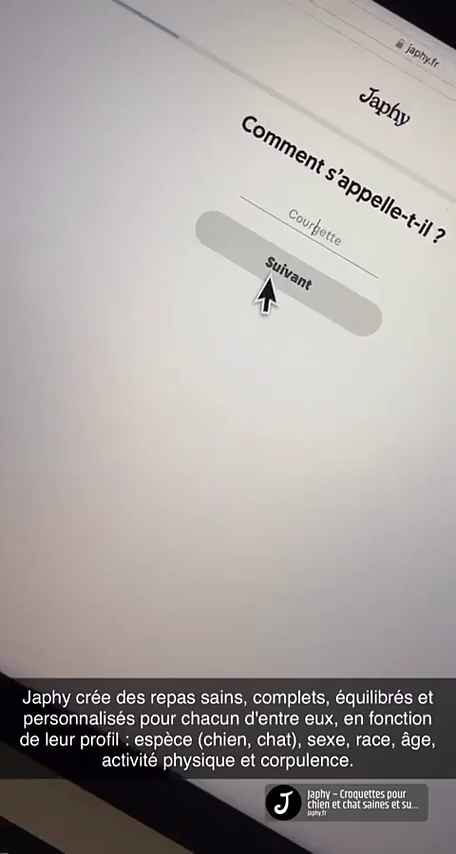 japhy.fr
Japhy
Comment s'appelle-t-il ?
Courgette
Suivant
Japhy crée des repas sains, complets, équilibrés et
personnalisés pour chacun d'entre eux, en fonction
de leur profil : espèce (chien, chat), sexe, race, âge,
activité physique et corpulence.
J
Japhy – Croquettes pour
chien et chat saines et su...
japhy.fr